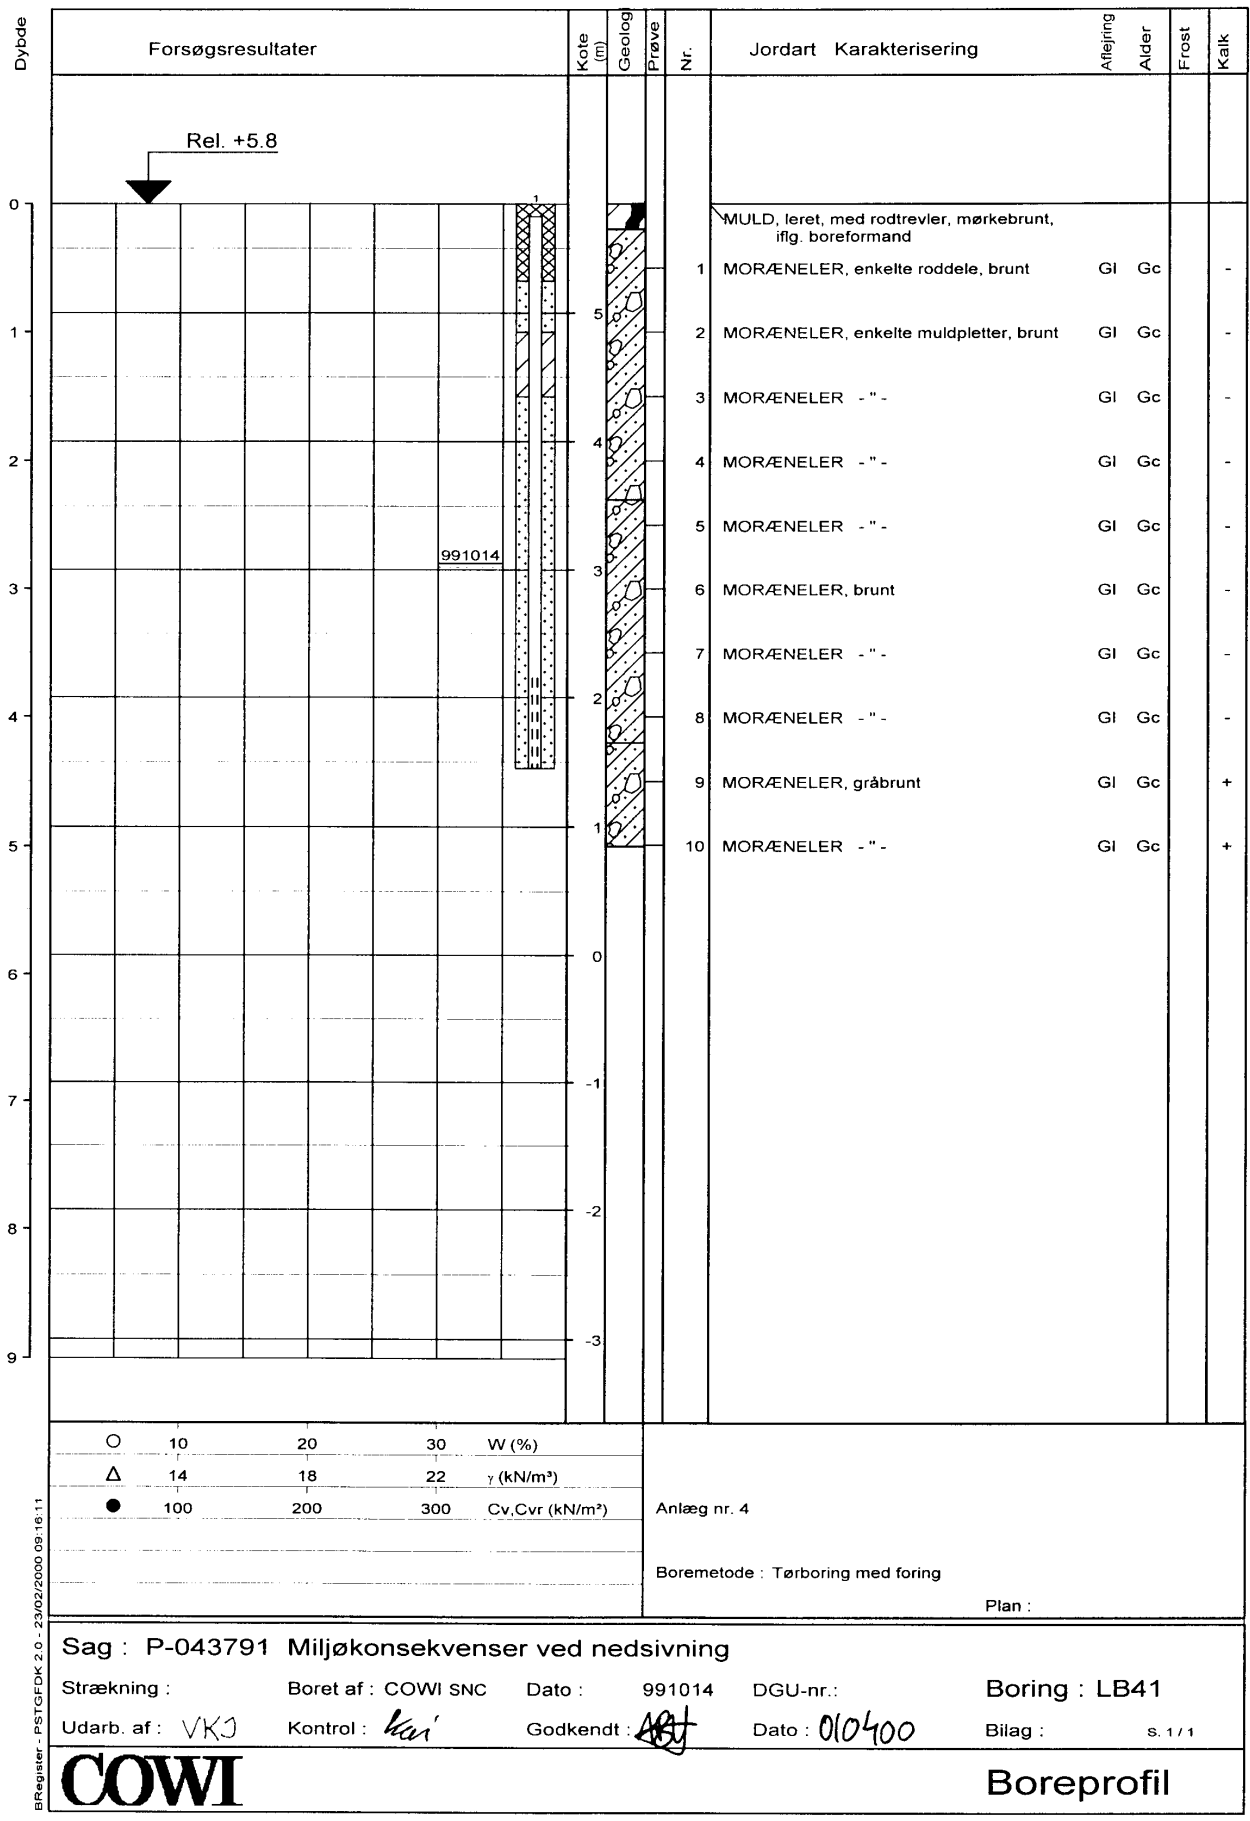 Dybde
Forsøgsresultater
Kote (m)
Geologi
Prøve
Nr.
Jordart Karakterisering
Aflejring
Alder
Frost
Kalk
Rel. +5.8
0
1
MULD, leret, med rodtrevler, mørkebrunt,
iflg. boreformand
1 MORÆNELER, enkelte roddele, brunt Gl Gc -
5
1
2 MORÆNELER, enkelte muldpletter, brunt Gl Gc -
3 MORÆNELER - " - Gl Gc -
4
2
4 MORÆNELER - " - Gl Gc -
5 MORÆNELER - " - Gl Gc -
991014
3
3
6 MORÆNELER, brunt Gl Gc -
7 MORÆNELER - " - Gl Gc -
2
4
8 MORÆNELER - " - Gl Gc -
9 MORÆNELER, gråbrunt Gl Gc +
1
5
10 MORÆNELER - " - Gl Gc +
0
6
-1
7
-2
8
-3
9
10 20 30 W (%)
14 18 22 γ (kN/m³)
100 200 300 Cv,Cvr (kN/m²)
Anlæg nr. 4
Boremetode : Tørboring med foring
Plan :
BRegister - PSTGFDK 2.0 - 23/02/2000 09:16:11
Sag : P-043791 Miljøkonsekvenser ved nedsivning
Strækning : Boret af : COWI SNC Dato : 991014 DGU-nr.: Boring : LB41
Udarb. af : VKJ Kontrol : Godkendt : ABH Dato : 010400 Bilag : S. 1 / 1
COWI
Boreprofil